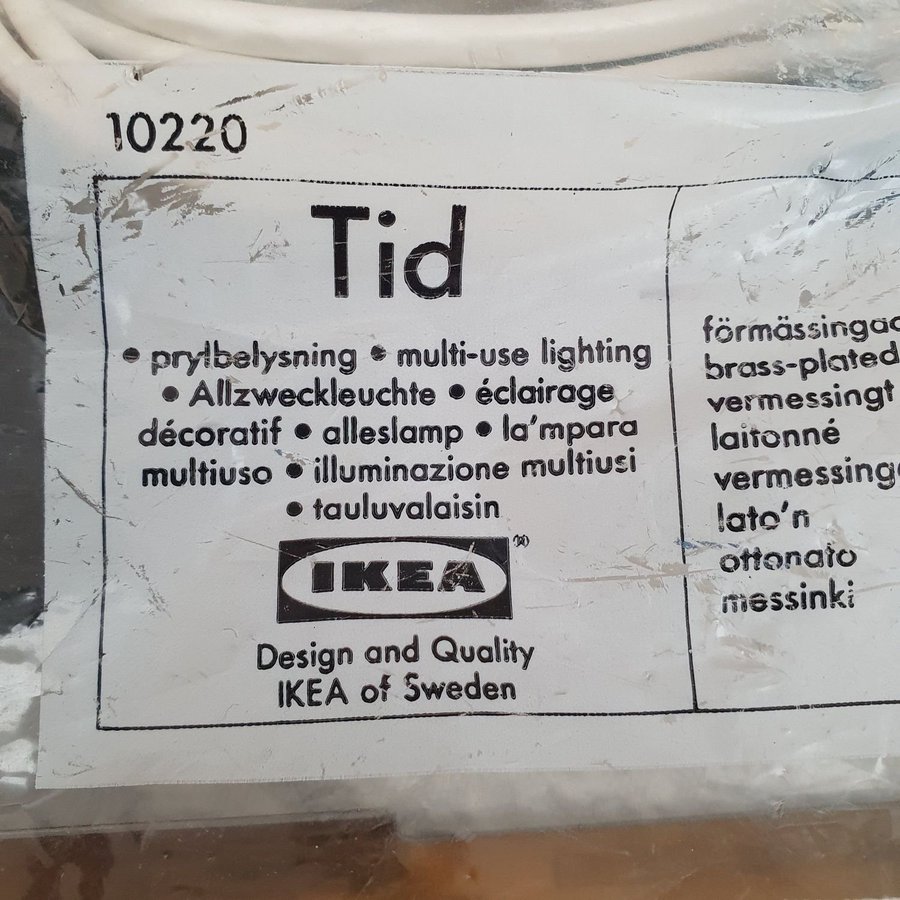 10220
Tid
• prylbelysning • multi-use lighting
• Allzweckleuchte • éclairage
décoratif • alleslamp • la'mpara
multiuso • illuminazione multiusi
• tauluvalaisin
IKEA®
Design and Quality
IKEA of Sweden
brass-plated
vermessingt
laitonné
lato'n
ottonato
messinki